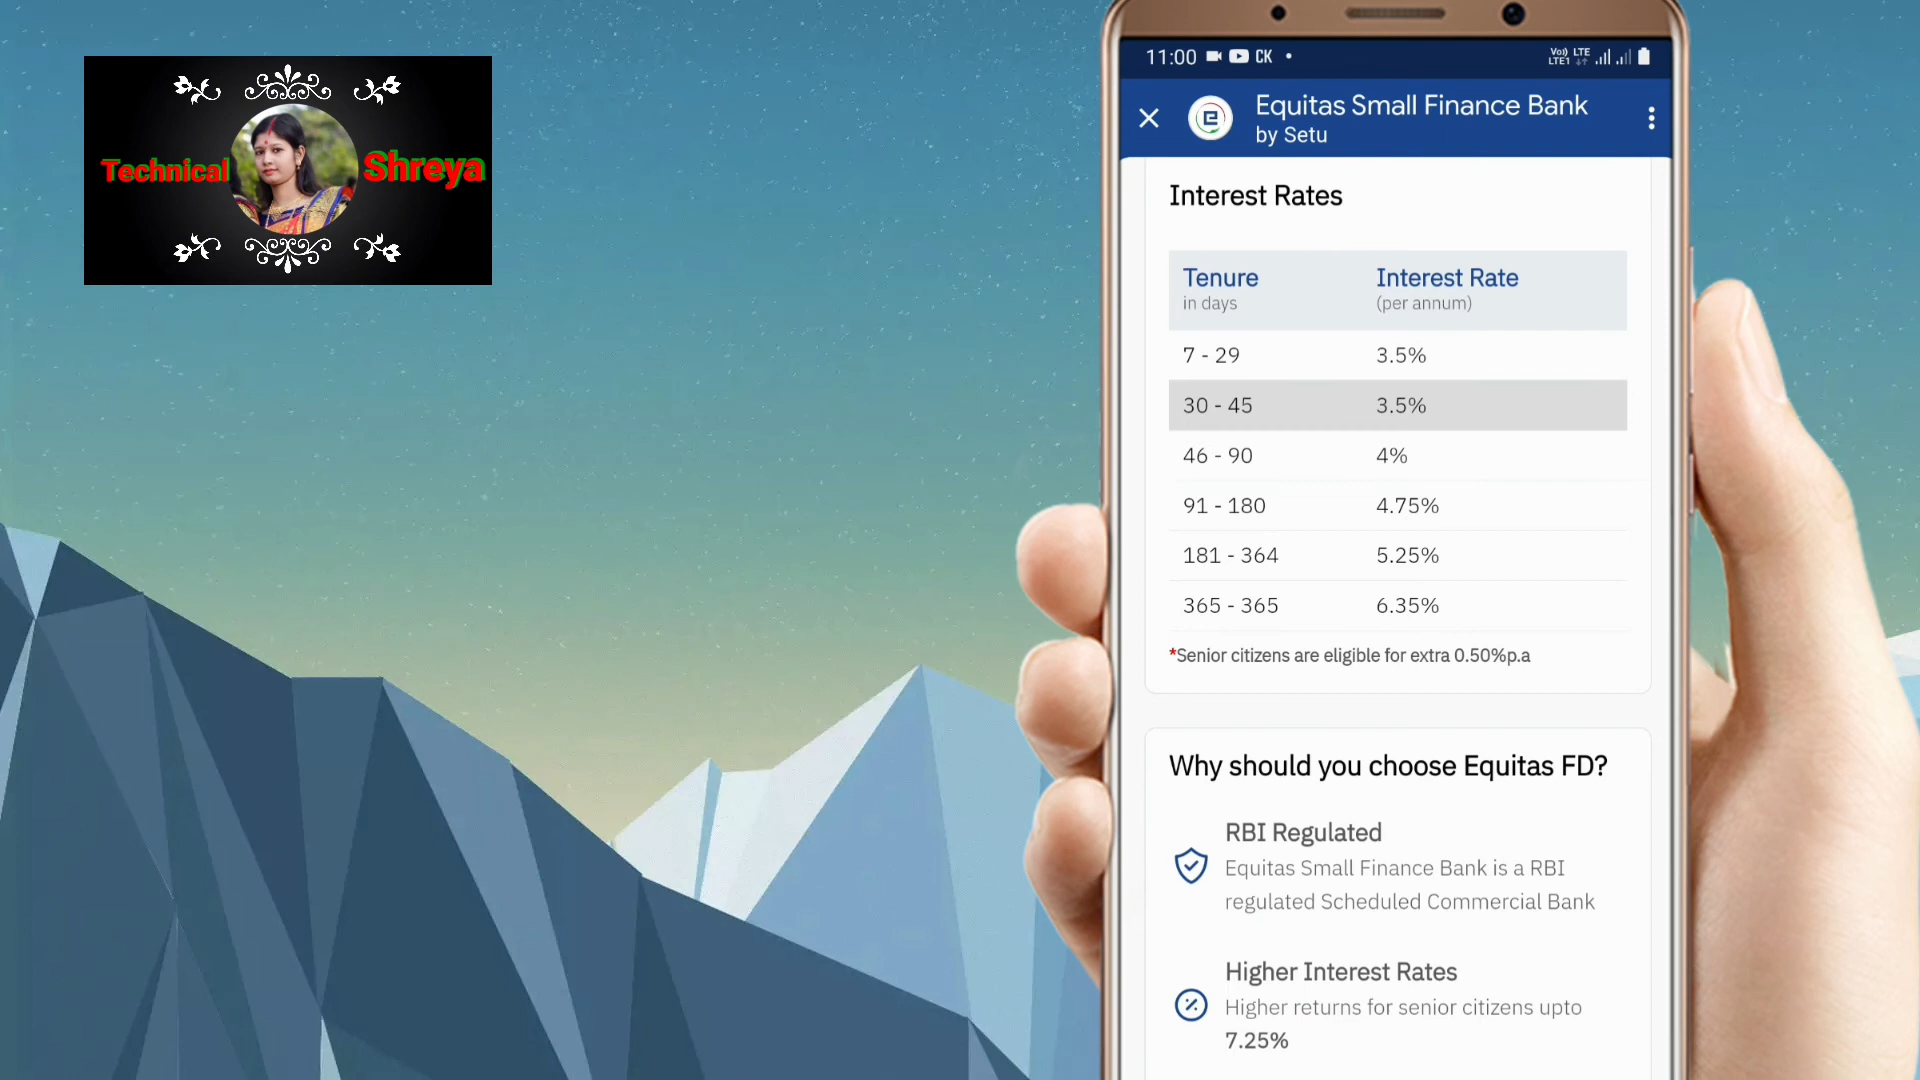 Technical Shreya
11:00 CK
Vo) LTE
LTE1
Equitas Small Finance Bank
by Setu
Interest Rates
Tenure Interest Rate
in days (per annum)
7 - 29 3.5%
30 - 45 3.5%
46 - 90 4%
91 - 180 4.75%
181 - 364 5.25%
365 - 365 6.35%
*Senior citizens are eligible for extra 0.50%p.a
Why should you choose Equitas FD?
RBI Regulated
Equitas Small Finance Bank is a RBI
regulated Scheduled Commercial Bank
Higher Interest Rates
Higher returns for senior citizens upto
7.25%